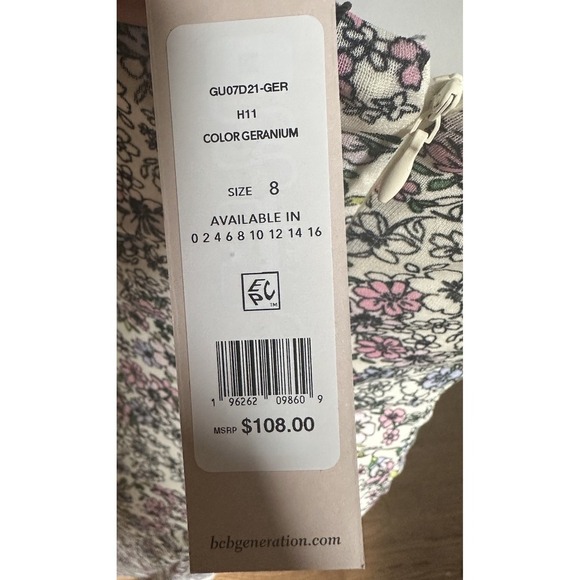 GU07D21-GER
H11
COLOR GERANIUM
SIZE 8
AVAILABLE IN
0 2 4 6 8 10 12 14 16
EPC
TM
1 96262 09860 9
MSRP $108.00
bcbgeneration.com